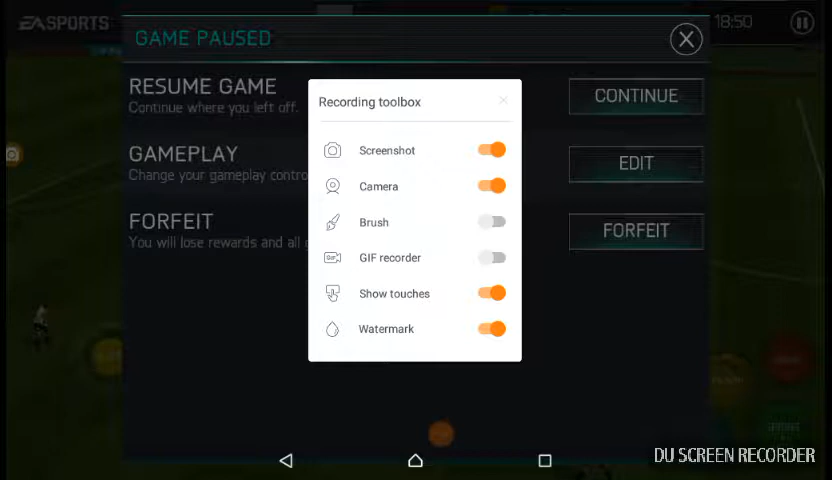 EA SPORTS
18:50
GAME PAUSED
RESUME GAME
Continue where you left off.
CONTINUE
GAMEPLAY
Change your gameplay
EDIT
FORFEIT
You will lose rewards and all
FORFEIT
Recording toolbox
Screenshot
Camera
Brush
GIF recorder
Show touches
Watermark
DU SCREEN RECORDER